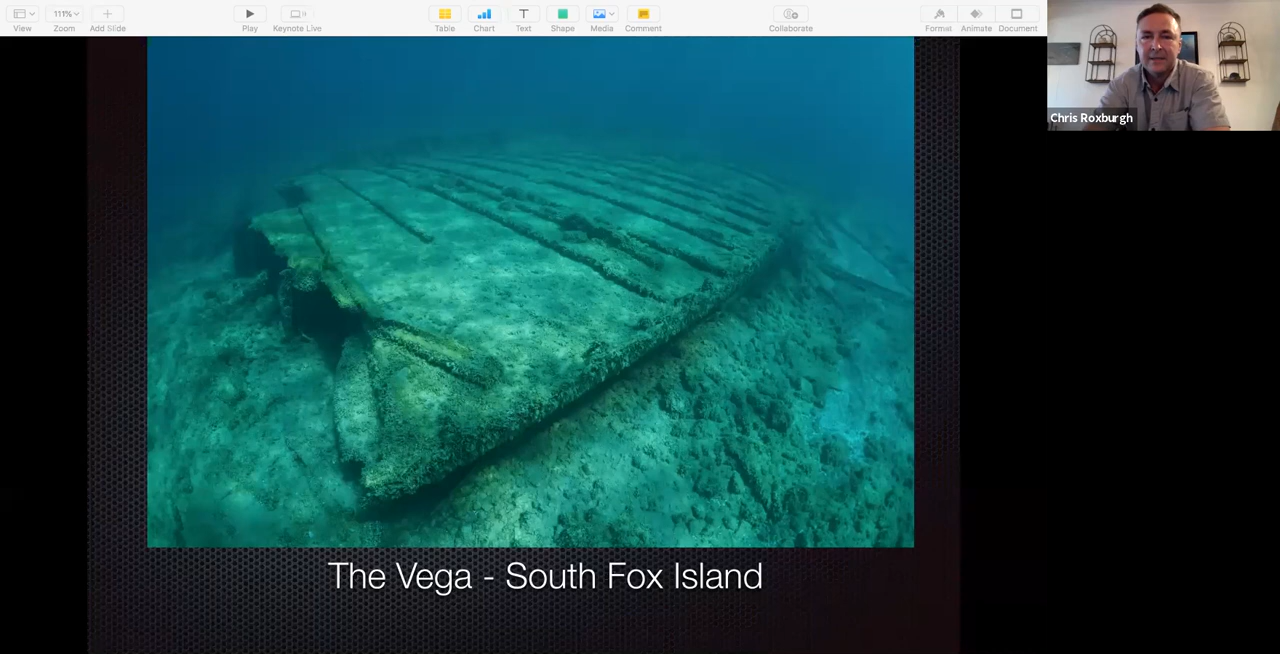 View
111%
Zoom
Add Slide
Play
Keynote Live
Table
Chart
T
Text
Shape
Media
Comment
Collaborate
Format
Animate
Document
Chris Roxburgh
The Vega - South Fox Island